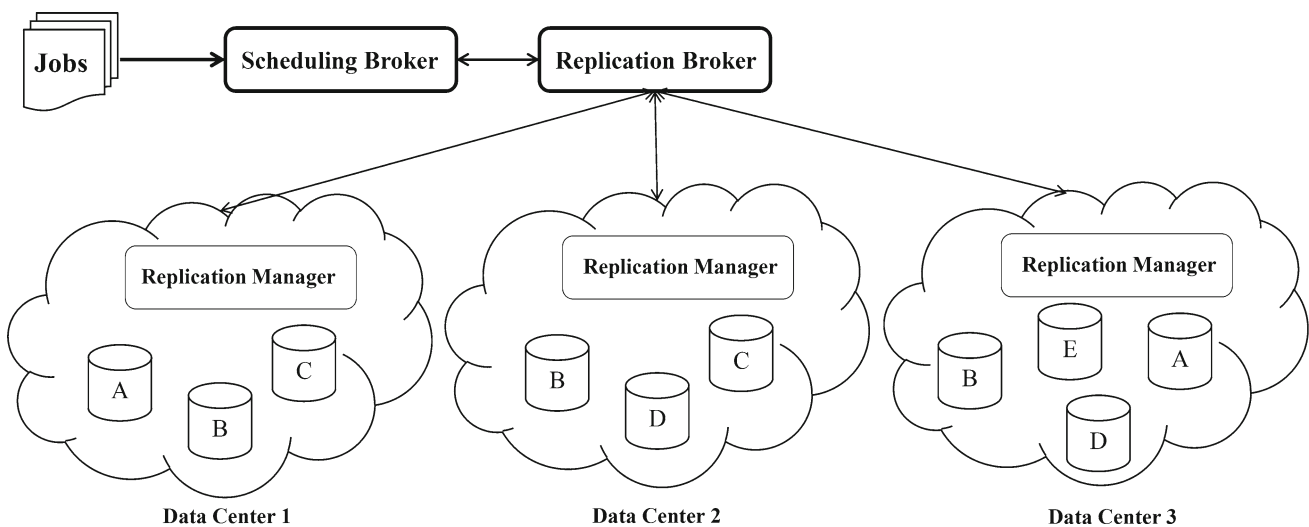 Jobs
Scheduling Broker
Replication Broker
Replication Manager
A
B
C
Data Center 1
Replication Manager
B
D
C
Data Center 2
Replication Manager
B
E
A
D
Data Center 3